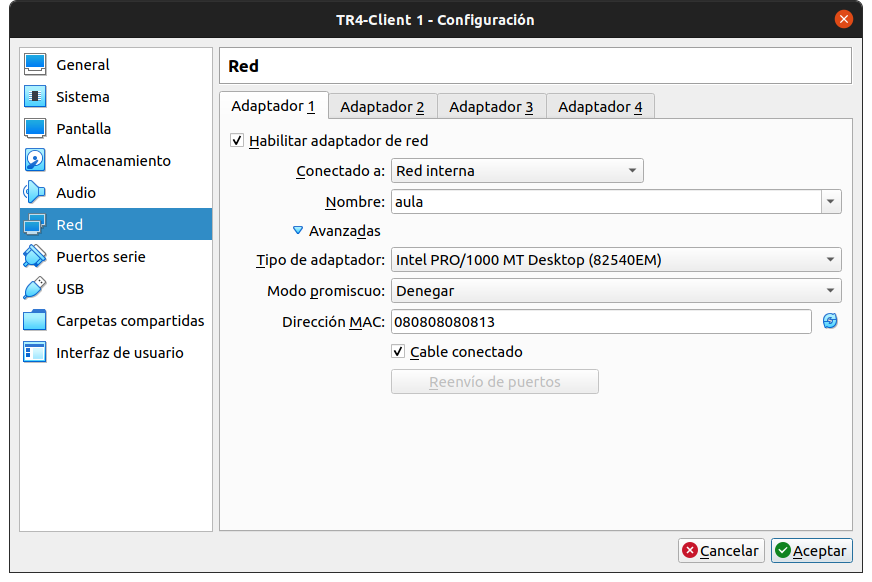 TR4-Client 1 - Configuración
General
Sistema
Pantalla
Almacenamiento
Audio
Red
Puertos serie
USB
Carpetas compartidas
Interfaz de usuario
Red
Adaptador 1 Adaptador 2 Adaptador 3 Adaptador 4
Habilitar adaptador de red
Conectado a: Red interna
Nombre: aula
Avanzadas
Tipo de adaptador: Intel PRO/1000 MT Desktop (82540EM)
Modo promiscuo: Denegar
Dirección MAC: 080808080813
Cable conectado
Reenvío de puertos
Cancelar Aceptar